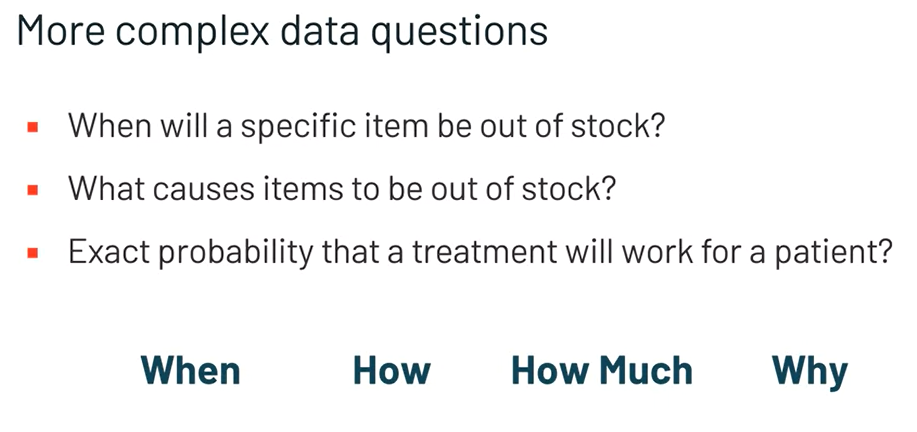 More complex data questions
When will a specific item be out of stock?
What causes items to be out of stock?
Exact probability that a treatment will work for a patient?
When How How Much Why